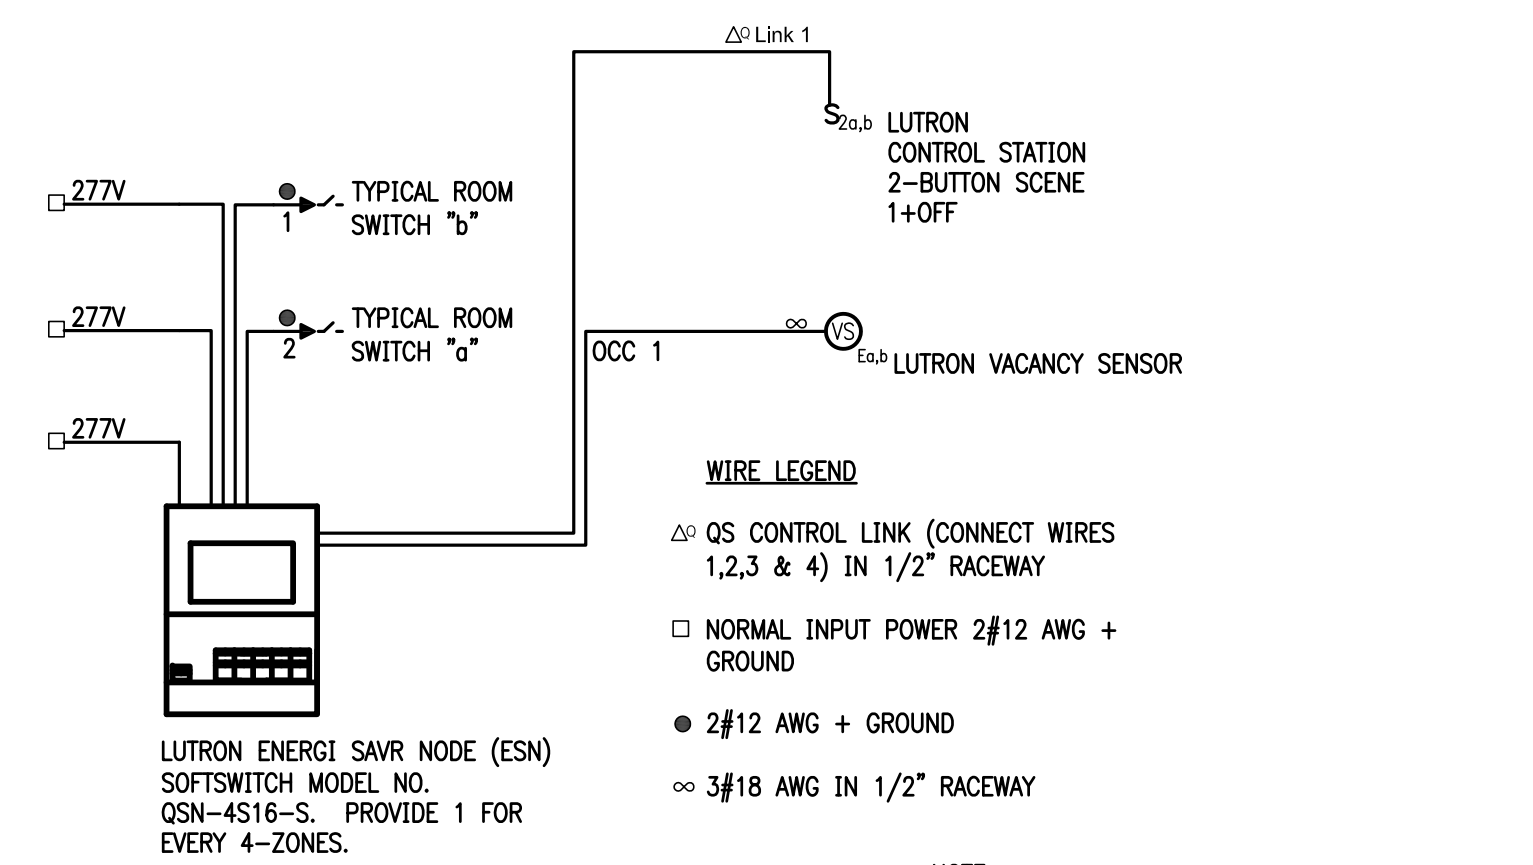 △Q Link 1
S2a,b
LUTRON
CONTROL STATION
2-BUTTON SCENE
1+OFF
277V
1
TYPICAL ROOM
SWITCH "b"
277V
2
TYPICAL ROOM
SWITCH "a"
OCC 1
∞
VS
Ea,b
LUTRON VACANCY SENSOR
277V
WIRE LEGEND
△Q QS CONTROL LINK (CONNECT WIRES
1,2,3 & 4) IN 1/2" RACEWAY
□ NORMAL INPUT POWER 2#12 AWG +
GROUND
● 2#12 AWG + GROUND
∞ 3#18 AWG IN 1/2" RACEWAY
LUTRON ENERGI SAVR NODE (ESN)
SOFTSWITCH MODEL NO.
QSN-4S16-S. PROVIDE 1 FOR
EVERY 4-ZONES.